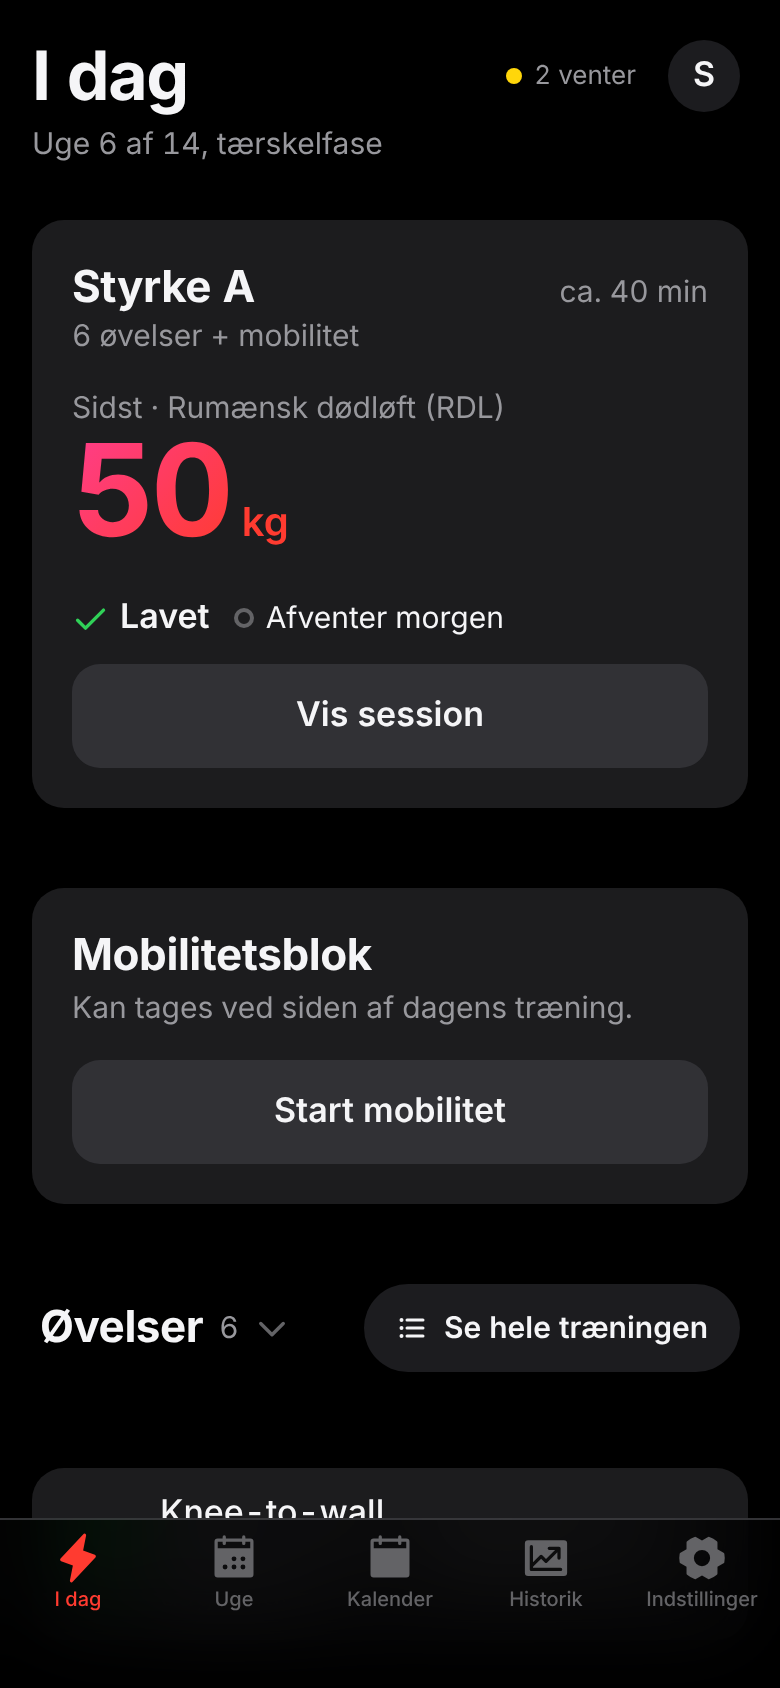 I dag
2 venter
S
Uge 6 af 14, tærskelfase
Styrke A
ca. 40 min
6 øvelser + mobilitet
Sidst · Rumænsk dødløft (RDL)
50 kg
Lavet
Afventer morgen
Vis session
Mobilitetsblok
Kan tages ved siden af dagens træning.
Start mobilitet
Øvelser 6
Se hele træningen
Knee-to-wall
I dag
Uge
Kalender
Historik
Indstillinger